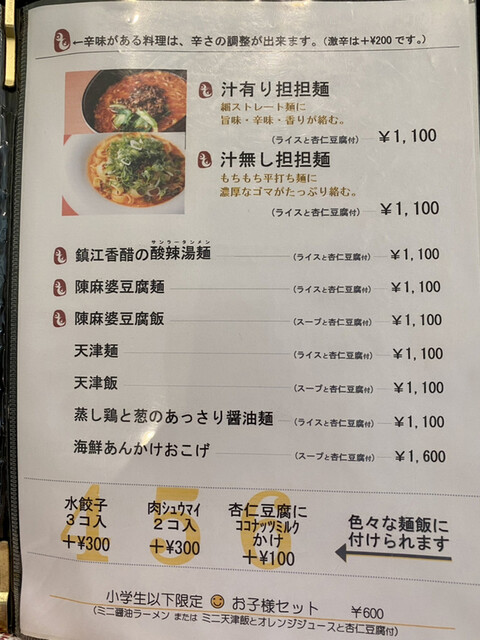 ←辛味がある料理は、辛さの調整が出来ます。(激辛は＋¥200です。)
汁有り担担麺
細ストレート麺に
旨味・辛味・香りが絡む。
(ライスと杏仁豆腐付) ¥1,100
汁無し担担麺
もちもち平打ち麺に
濃厚なゴマがたっぷり絡む。
(ライスと杏仁豆腐付) ¥1,100
サンラータンメン
鎮江香醋の酸辣湯麺 (ライスと杏仁豆腐付) ¥1,100
陳麻婆豆腐麺 (ライスと杏仁豆腐付) ¥1,100
陳麻婆豆腐飯 (スープと杏仁豆腐付) ¥1,100
天津麺 (ライスと杏仁豆腐付) ¥1,100
天津飯 (スープと杏仁豆腐付) ¥1,100
蒸し鶏と葱のあっさり醤油麺 (ライスと杏仁豆腐付) ¥1,100
海鮮あんかけおこげ (スープと杏仁豆腐付) ¥1,600
4
水餃子
3コ入
＋¥300
5
肉シュウマイ
2コ入
＋¥300
6
杏仁豆腐に
ココナッツミルク
かけ
＋¥100
色々な麺飯に
付けられます
小学生以下限定 お子様セット ¥600
(ミニ醤油ラーメン または ミニ天津飯とオレンジジュースと杏仁豆腐付)